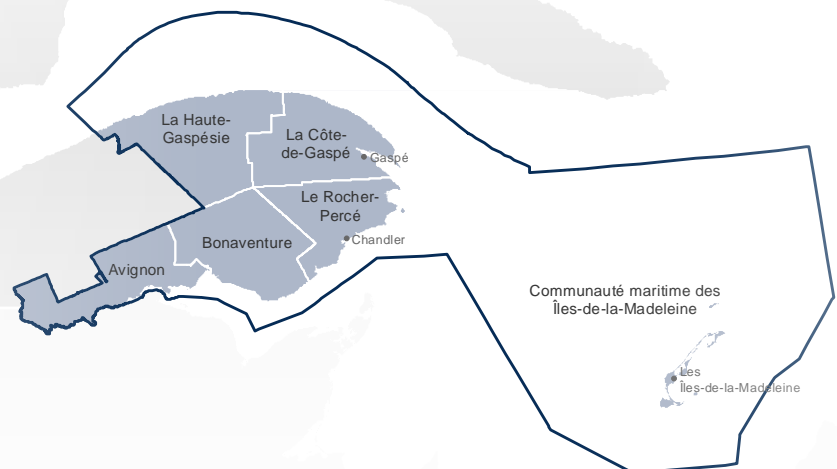 La Haute-
Gaspésie
La Côte-
de-Gaspé
Gaspé
Le Rocher-
Percé
Chandler
Bonaventure
Avignon
Communauté maritime des
Îles-de-la-Madeleine
Les
Îles-de-la-Madeleine